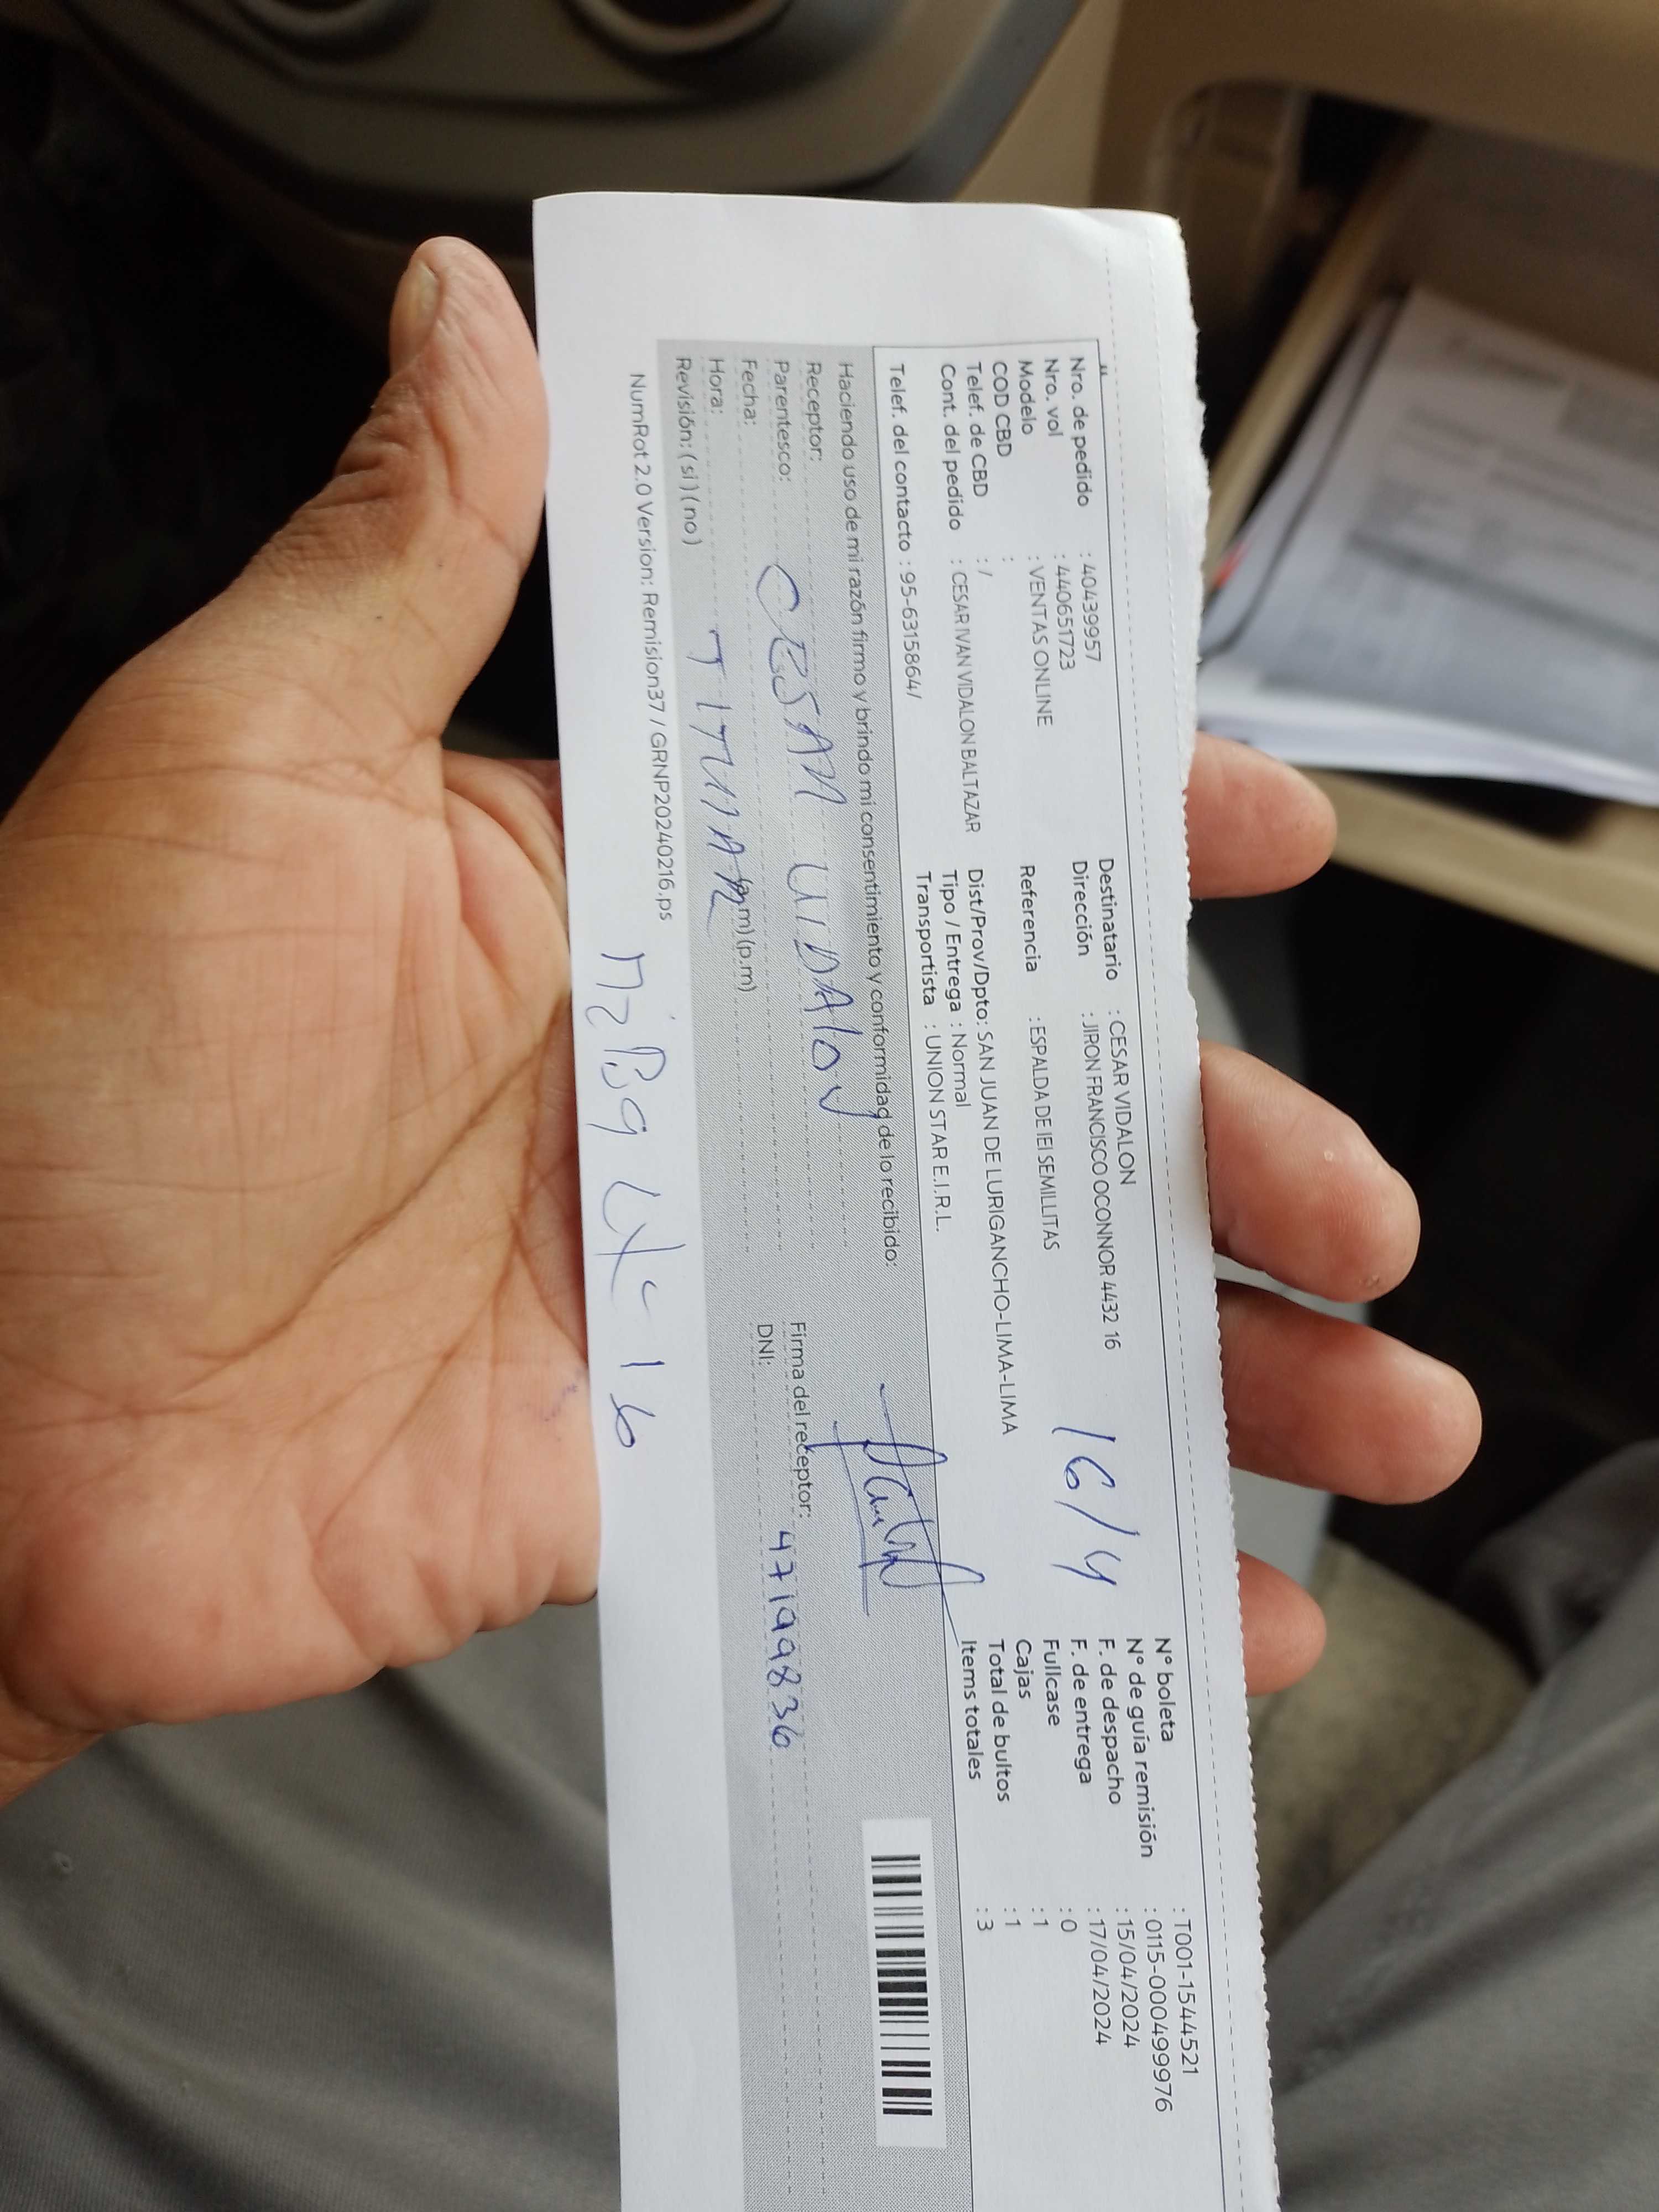 Nro. de pedido : 40439957
Nro. vol : 440651723
Modelo : VENTAS ONLINE
COD CBD :
Telef. de CBD : /
Cont. del pedido : CESAR IVAN VIDALON BALTAZAR
Telef. del contacto : 95-6315864/
Destinatario : CESAR VIDALON
Dirección : JIRON FRANCISCO OCONNOR 4432 16
Referencia : ESPALDA DE IEI SEMILLITAS
Dist/Prov/Dpto: SAN JUAN DE LURIGANCHO-LIMA-LIMA
Tipo / Entrega : Normal
Transportista : UNION STAR E.I.R.L.
16/4
N° boleta : T001-1544521
N° de guía remisión : 0115-0004999976
F. de despacho : 15/04/2024
F. de entrega : 17/04/2024
Fullcase : 0
Cajas : 1
Total de bultos : 1
Items totales : 3
Haciendo uso de mi razón firmo y brindo mi consentimiento y conformidad de lo recibido:
Receptor: CESAR VIDALON
Parentesco:
Fecha: TITULAR
Hora: (a.m) (p.m)
Revisión: ( si ) ( no )
Firma del receptor:
DNI: 47199836
NumRot 2.0 Version: Remision37 / GRNP20240216.ps
Mz B9 Lt-16